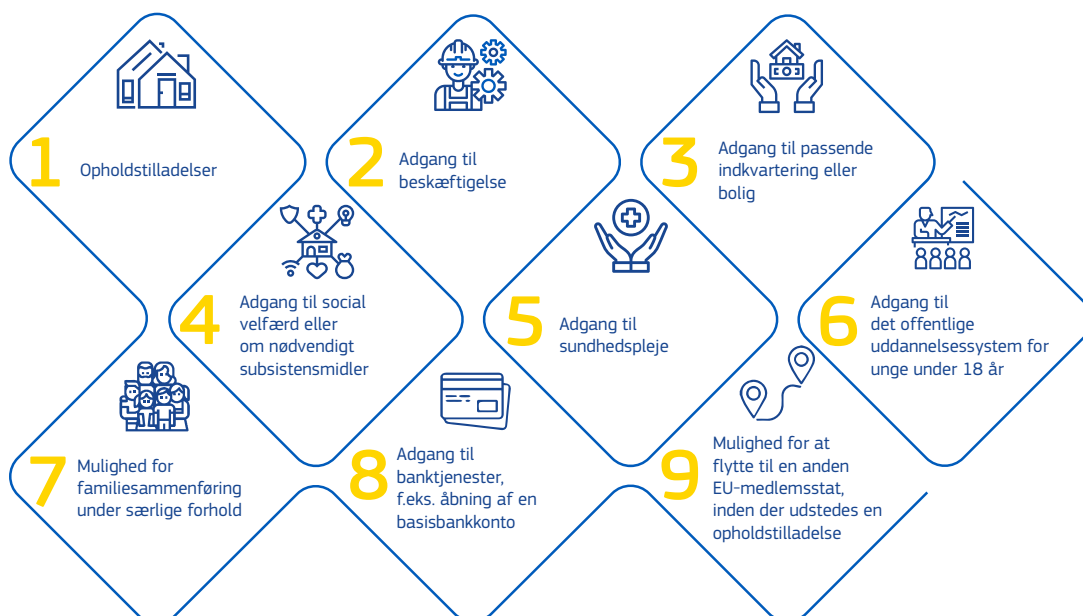 1
Opholdstilladelser
2
Adgang til
beskæftigelse
3
Adgang til passende
indkvartering eller
bolig
4
Adgang til social
velfærd eller
om nødvendigt
subsistensmidler
5
Adgang til
sundhedspleje
6
Adgang til
det offentlige
uddannelsessystem for
unge under 18 år
7
Mulighed for
familiesammenføring
under særlige forhold
8
Adgang til
banktjenester,
f.eks. åbning af en
basisbankkonto
9
Mulighed for at
flytte til en anden
EU-medlemsstat,
inden der udstedes en
opholdstilladelse